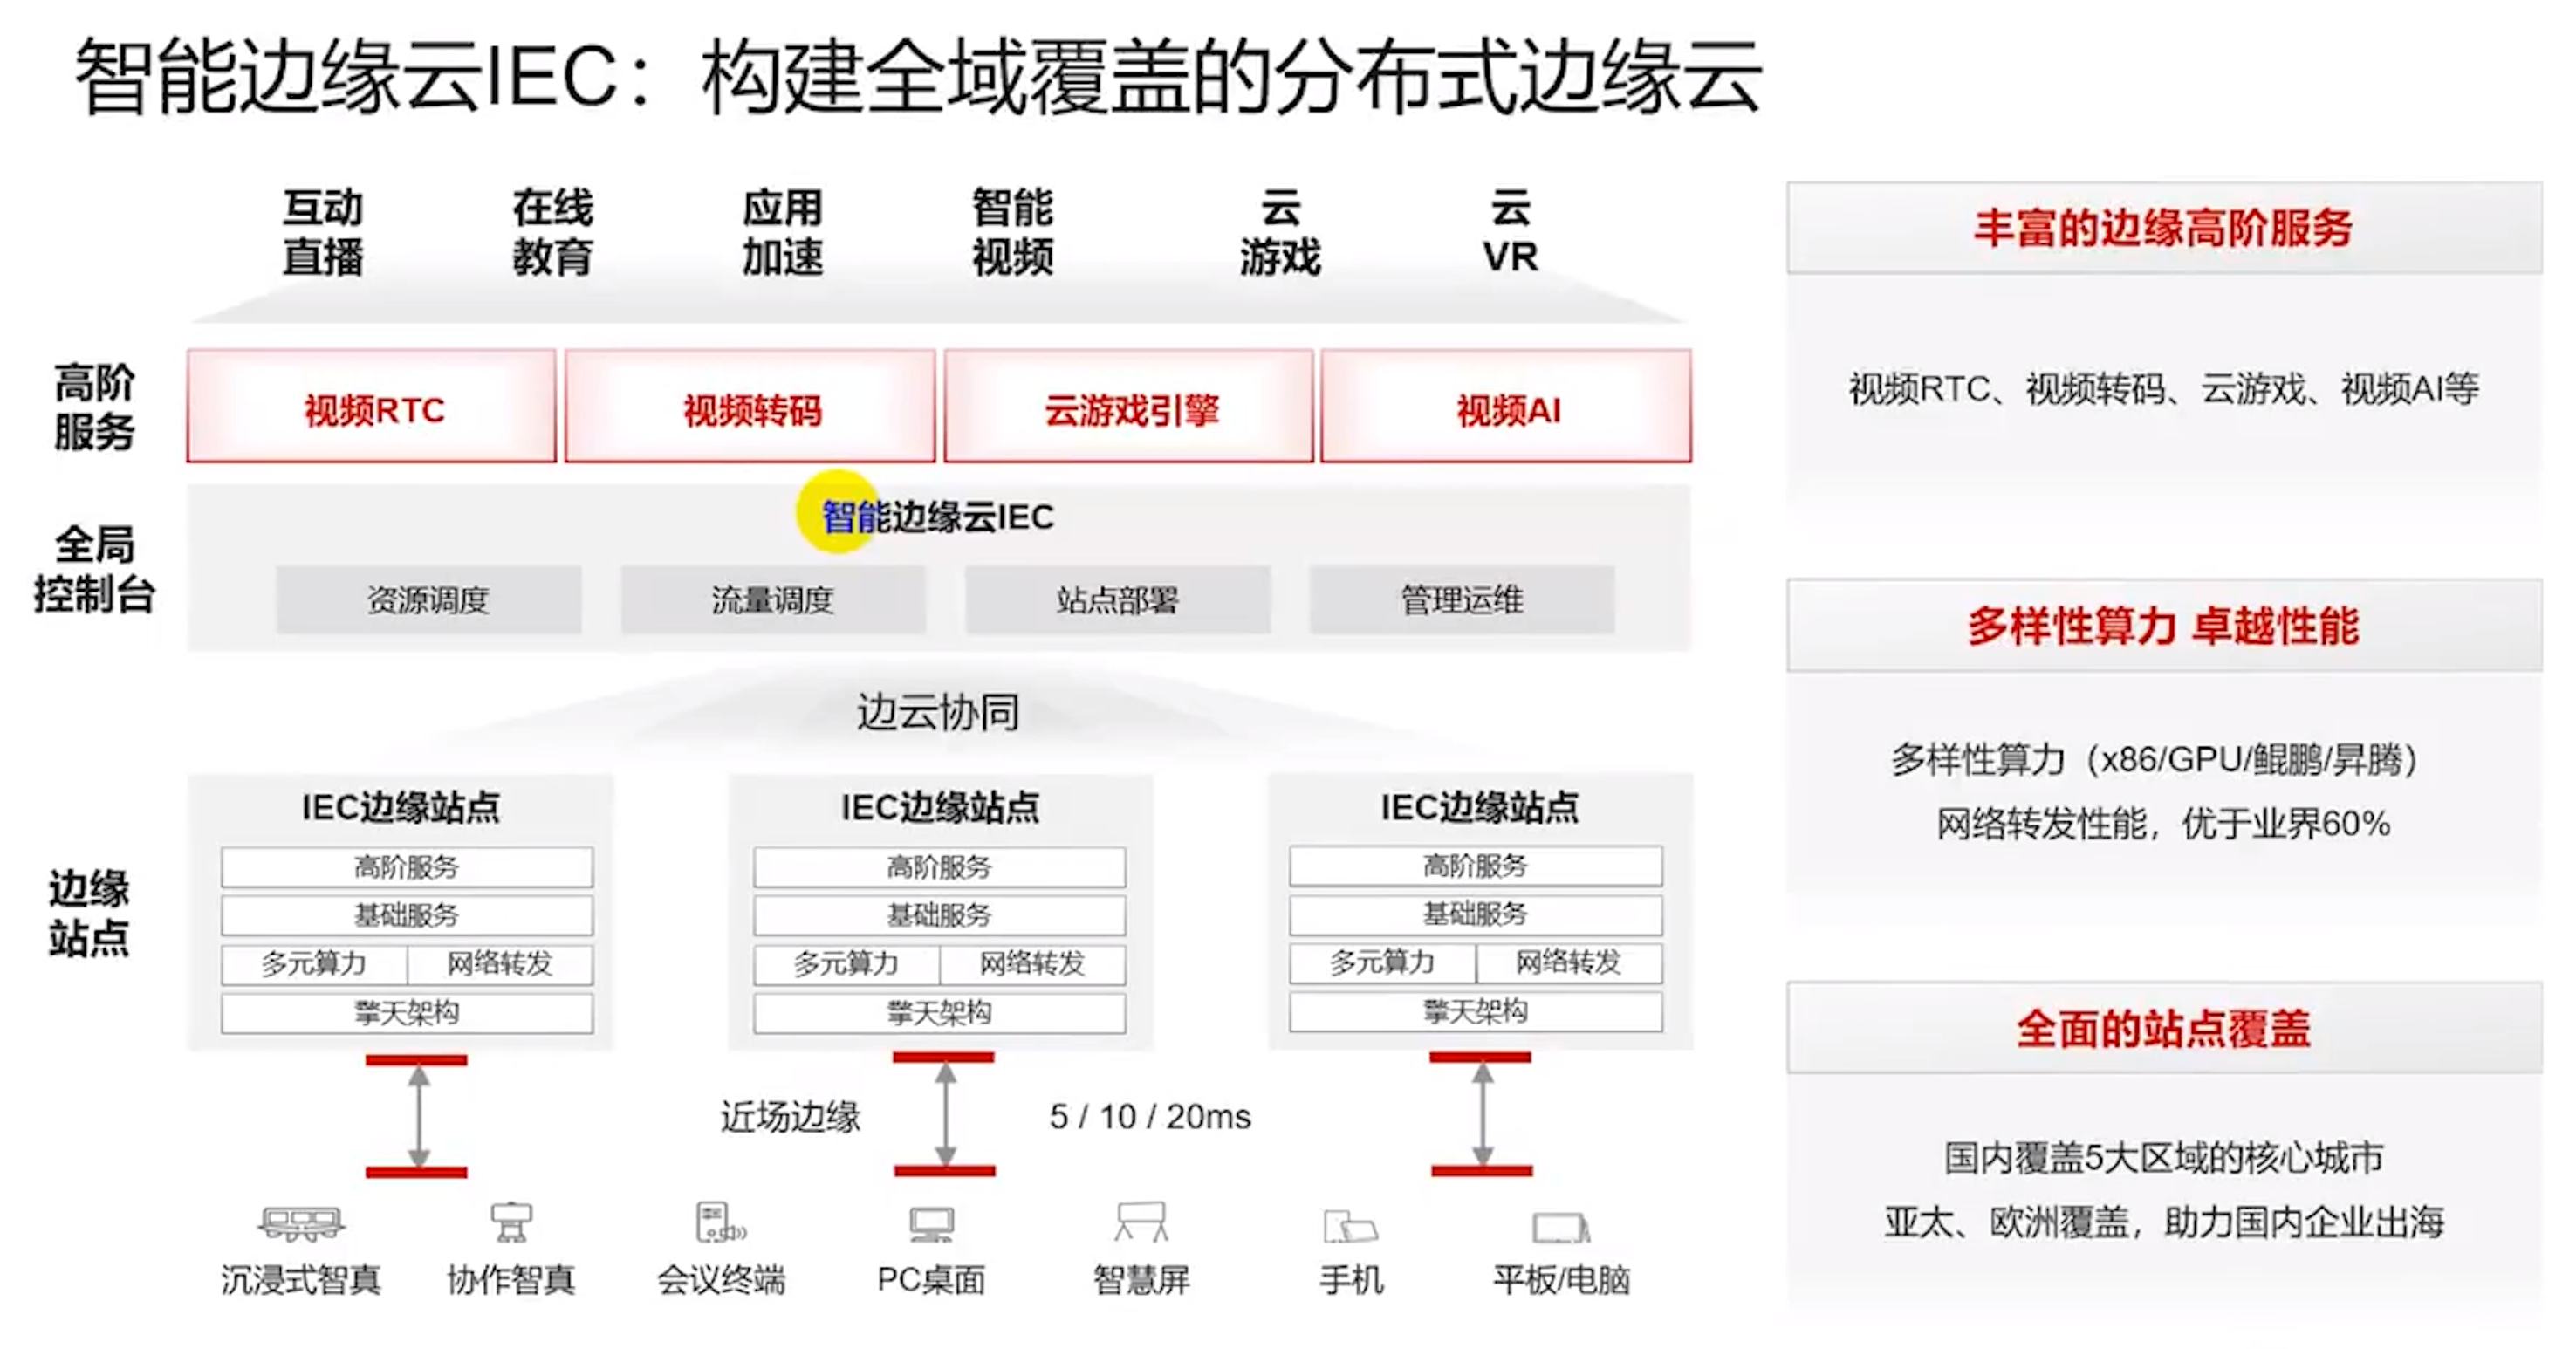 智能边缘云IEC：构建全域覆盖的分布式边缘云
互动
直播
在线
教育
应用
加速
智能
视频
云
游戏
云
VR
高阶
服务
视频RTC
视频转码
云游戏引擎
视频AI
全局
控制台
智能边缘云IEC
资源调度
流量调度
站点部署
管理运维
边云协同
边缘
站点
IEC边缘站点
高阶服务
基础服务
多元算力
网络转发
擎天架构
IEC边缘站点
高阶服务
基础服务
多元算力
网络转发
擎天架构
IEC边缘站点
高阶服务
基础服务
多元算力
网络转发
擎天架构
近场边缘
5 / 10 / 20ms
沉浸式智真
协作智真
会议终端
PC桌面
智慧屏
手机
平板/电脑
丰富的边缘高阶服务
视频RTC、视频转码、云游戏、视频AI等
多样性算力 卓越性能
多样性算力（x86/GPU/鲲鹏/昇腾）
网络转发性能，优于业界60%
全面的站点覆盖
国内覆盖5大区域的核心城市
亚太、欧洲覆盖，助力国内企业出海